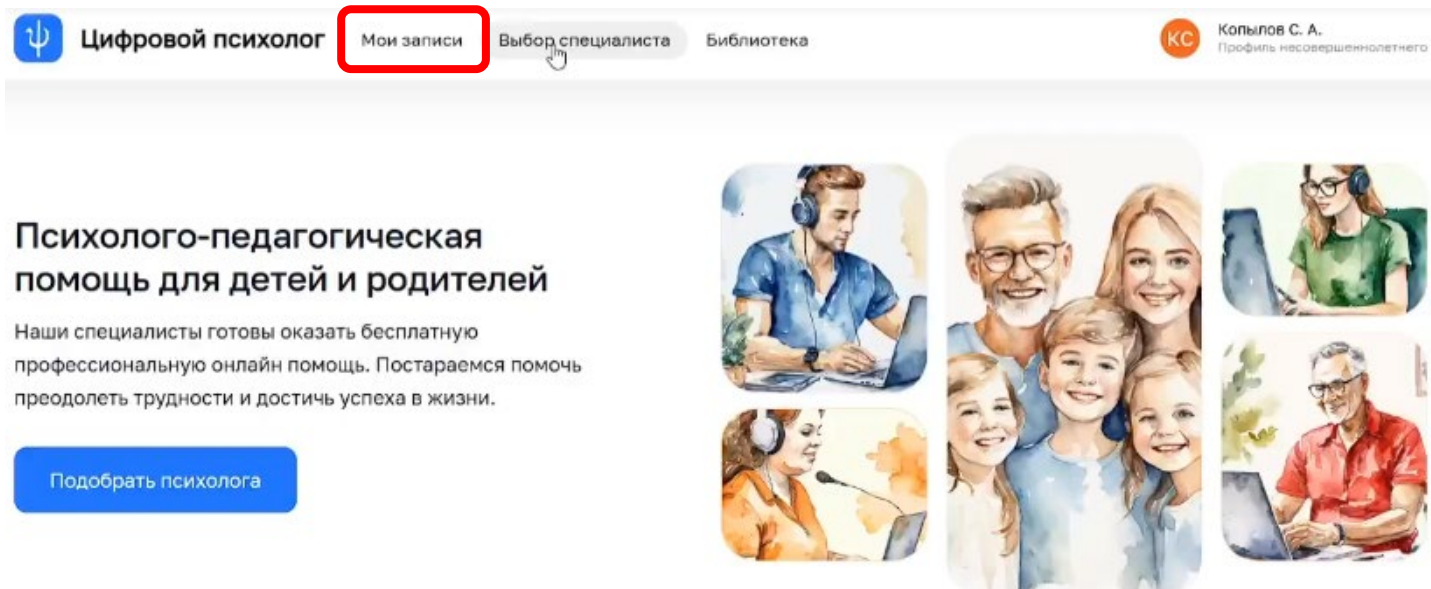 Цифровой психолог
Мои записи
Выбор специалиста
Библиотека
КС
Копылов С. А.
Профиль несовершеннолетнего
Психолого-педагогическая
помощь для детей и родителей
Наши специалисты готовы оказать бесплатную
профессиональную онлайн помощь. Постараемся помочь
преодолеть трудности и достичь успеха в жизни.
Подобрать психолога